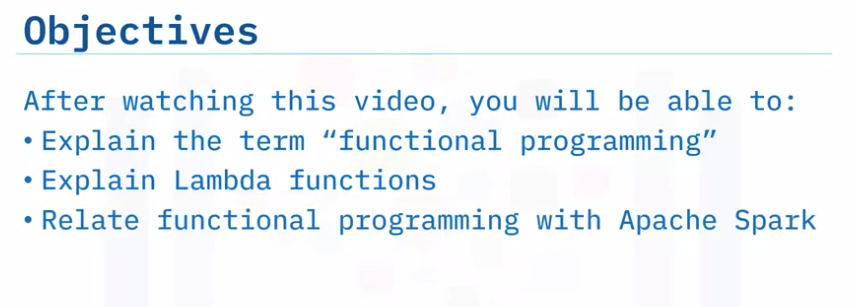 Objectives
After watching this video, you will be able to:
• Explain the term “functional programming”
• Explain Lambda functions
• Relate functional programming with Apache Spark